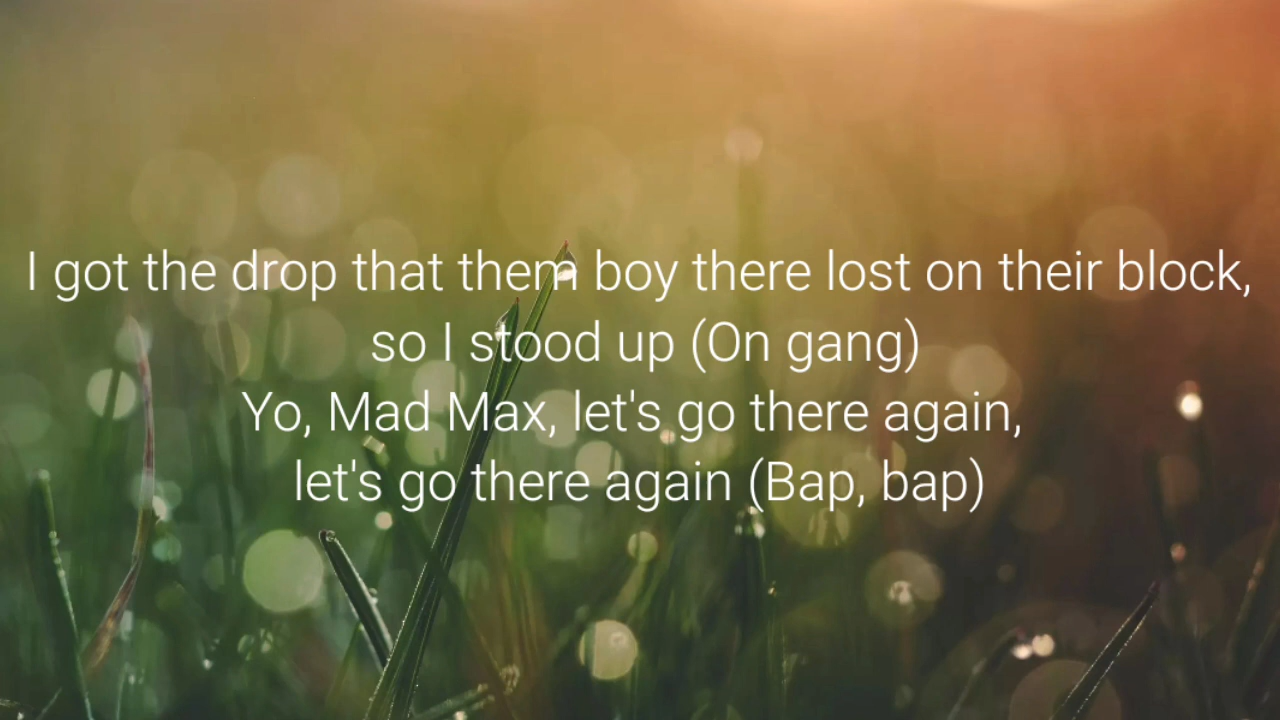 I got the drop that them boy there lost on their block,
so I stood up (On gang)
Yo, Mad Max, let's go there again,
let's go there again (Bap, bap)